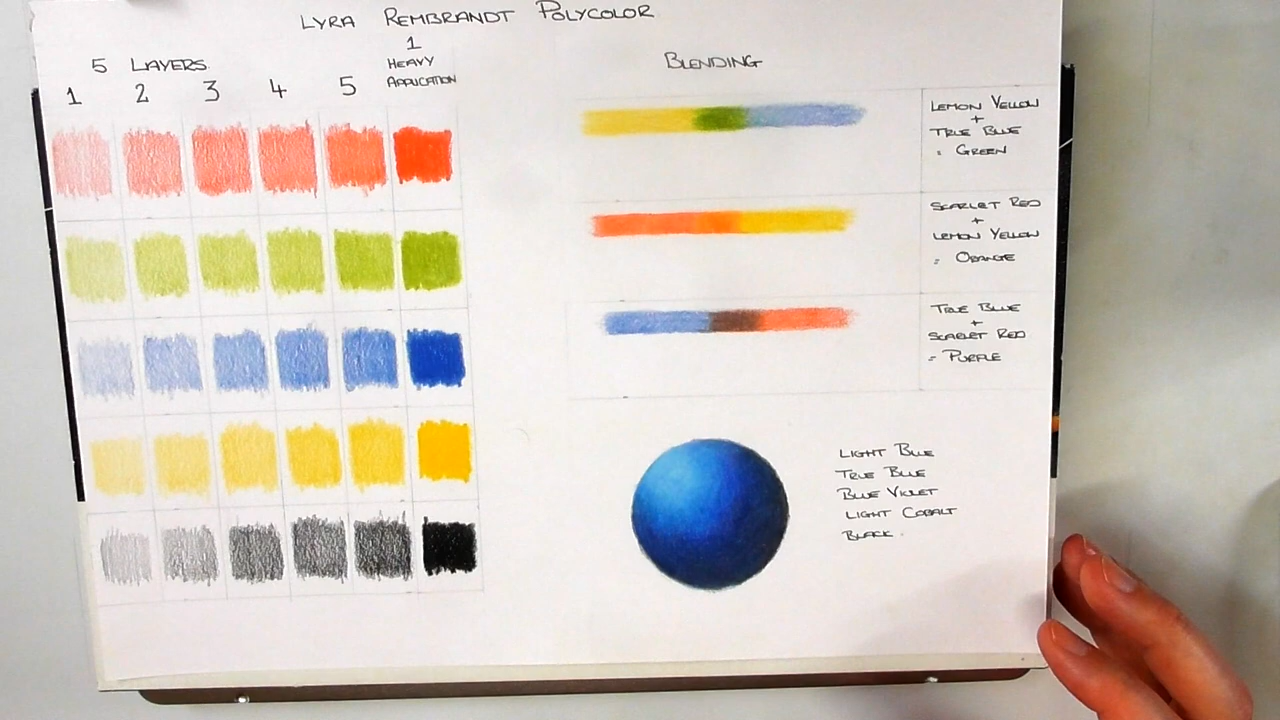 LYRA REMBRANDT POLYCOLOR
5 LAYERS
1 2 3 4 5
1
HEAVY
APPLICATION
BLENDING
LEMON YELLOW
+
TRUE BLUE
= GREEN
SCARLET RED
+
LEMON YELLOW
= ORANGE
TRUE BLUE
+
SCARLET RED
= PURPLE
LIGHT BLUE
TRUE BLUE
BLUE VIOLET
LIGHT COBALT
BLACK.